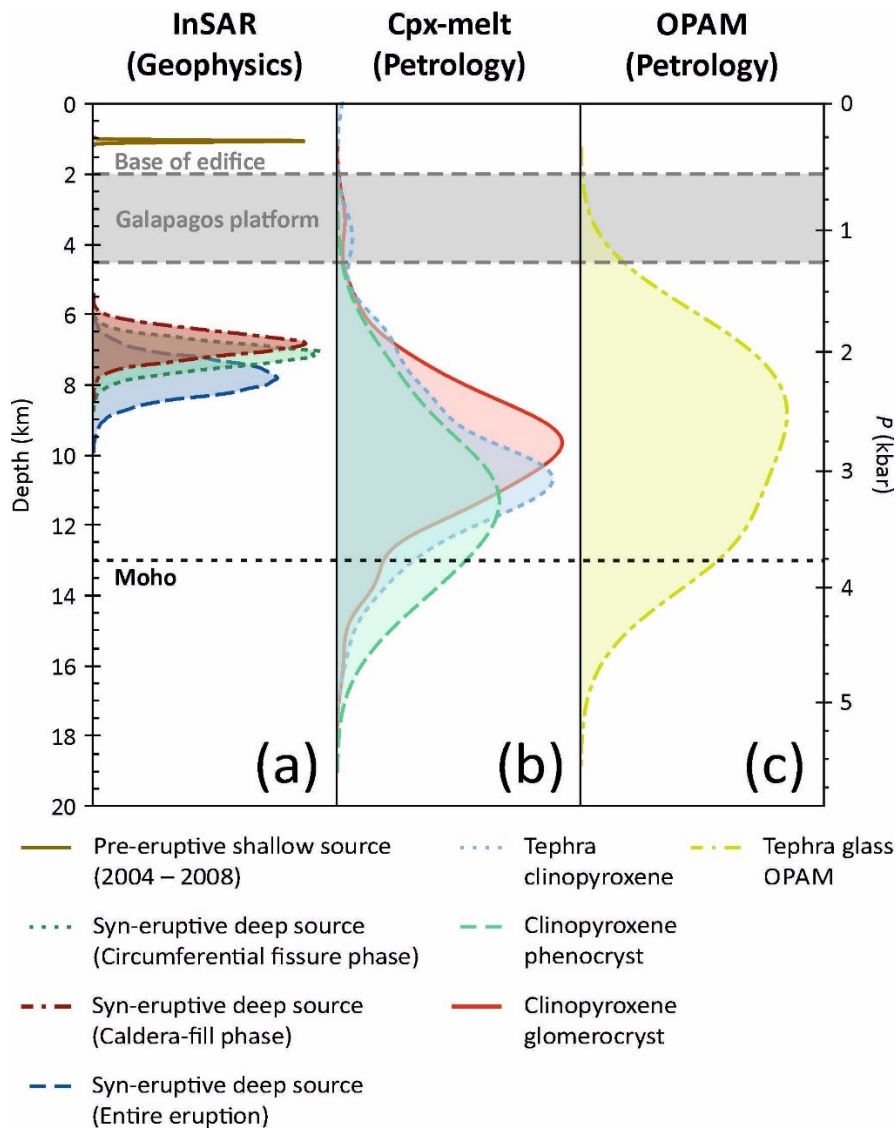 InSAR
(Geophysics)
Cpx-melt
(Petrology)
OPAM
(Petrology)
0
2
4
6
8
10
12
14
16
18
20
Depth (km)
Base of edifice
Galapagos platform
Moho
(a)
(b)
(c)
0
1
2
3
4
5
P
(kbar)
Pre-eruptive shallow source
(2004 – 2008)
Syn-eruptive deep source
(Circumferential fissure phase)
Syn-eruptive deep source
(Caldera-fill phase)
Syn-eruptive deep source
(Entire eruption)
Tephra
clinopyroxene
Clinopyroxene
phenocryst
Clinopyroxene
glomerocryst
Tephra glass
OPAM